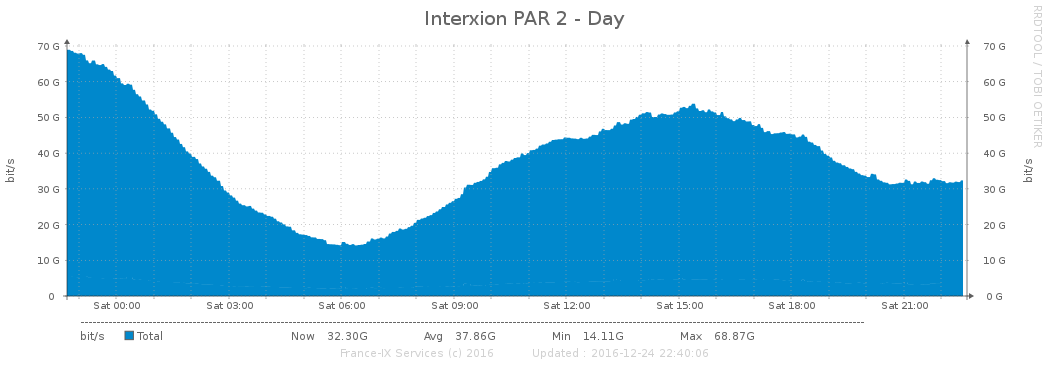 Interxion PAR 2 - Day
RRDTOOL / TOBI OETIKER
bit/s
70 G 70 G
60 G 60 G
50 G 50 G
40 G 40 G
30 G 30 G
20 G 20 G
10 G 10 G
0 0 G
bit/s
Sat 00:00 Sat 03:00 Sat 06:00 Sat 09:00 Sat 12:00 Sat 15:00 Sat 18:00 Sat 21:00
bit/s Total Now 32.30G Avg 37.86G Min 14.11G Max 68.87G
France-IX Services (c) 2016 Updated : 2016-12-24 22:40:06